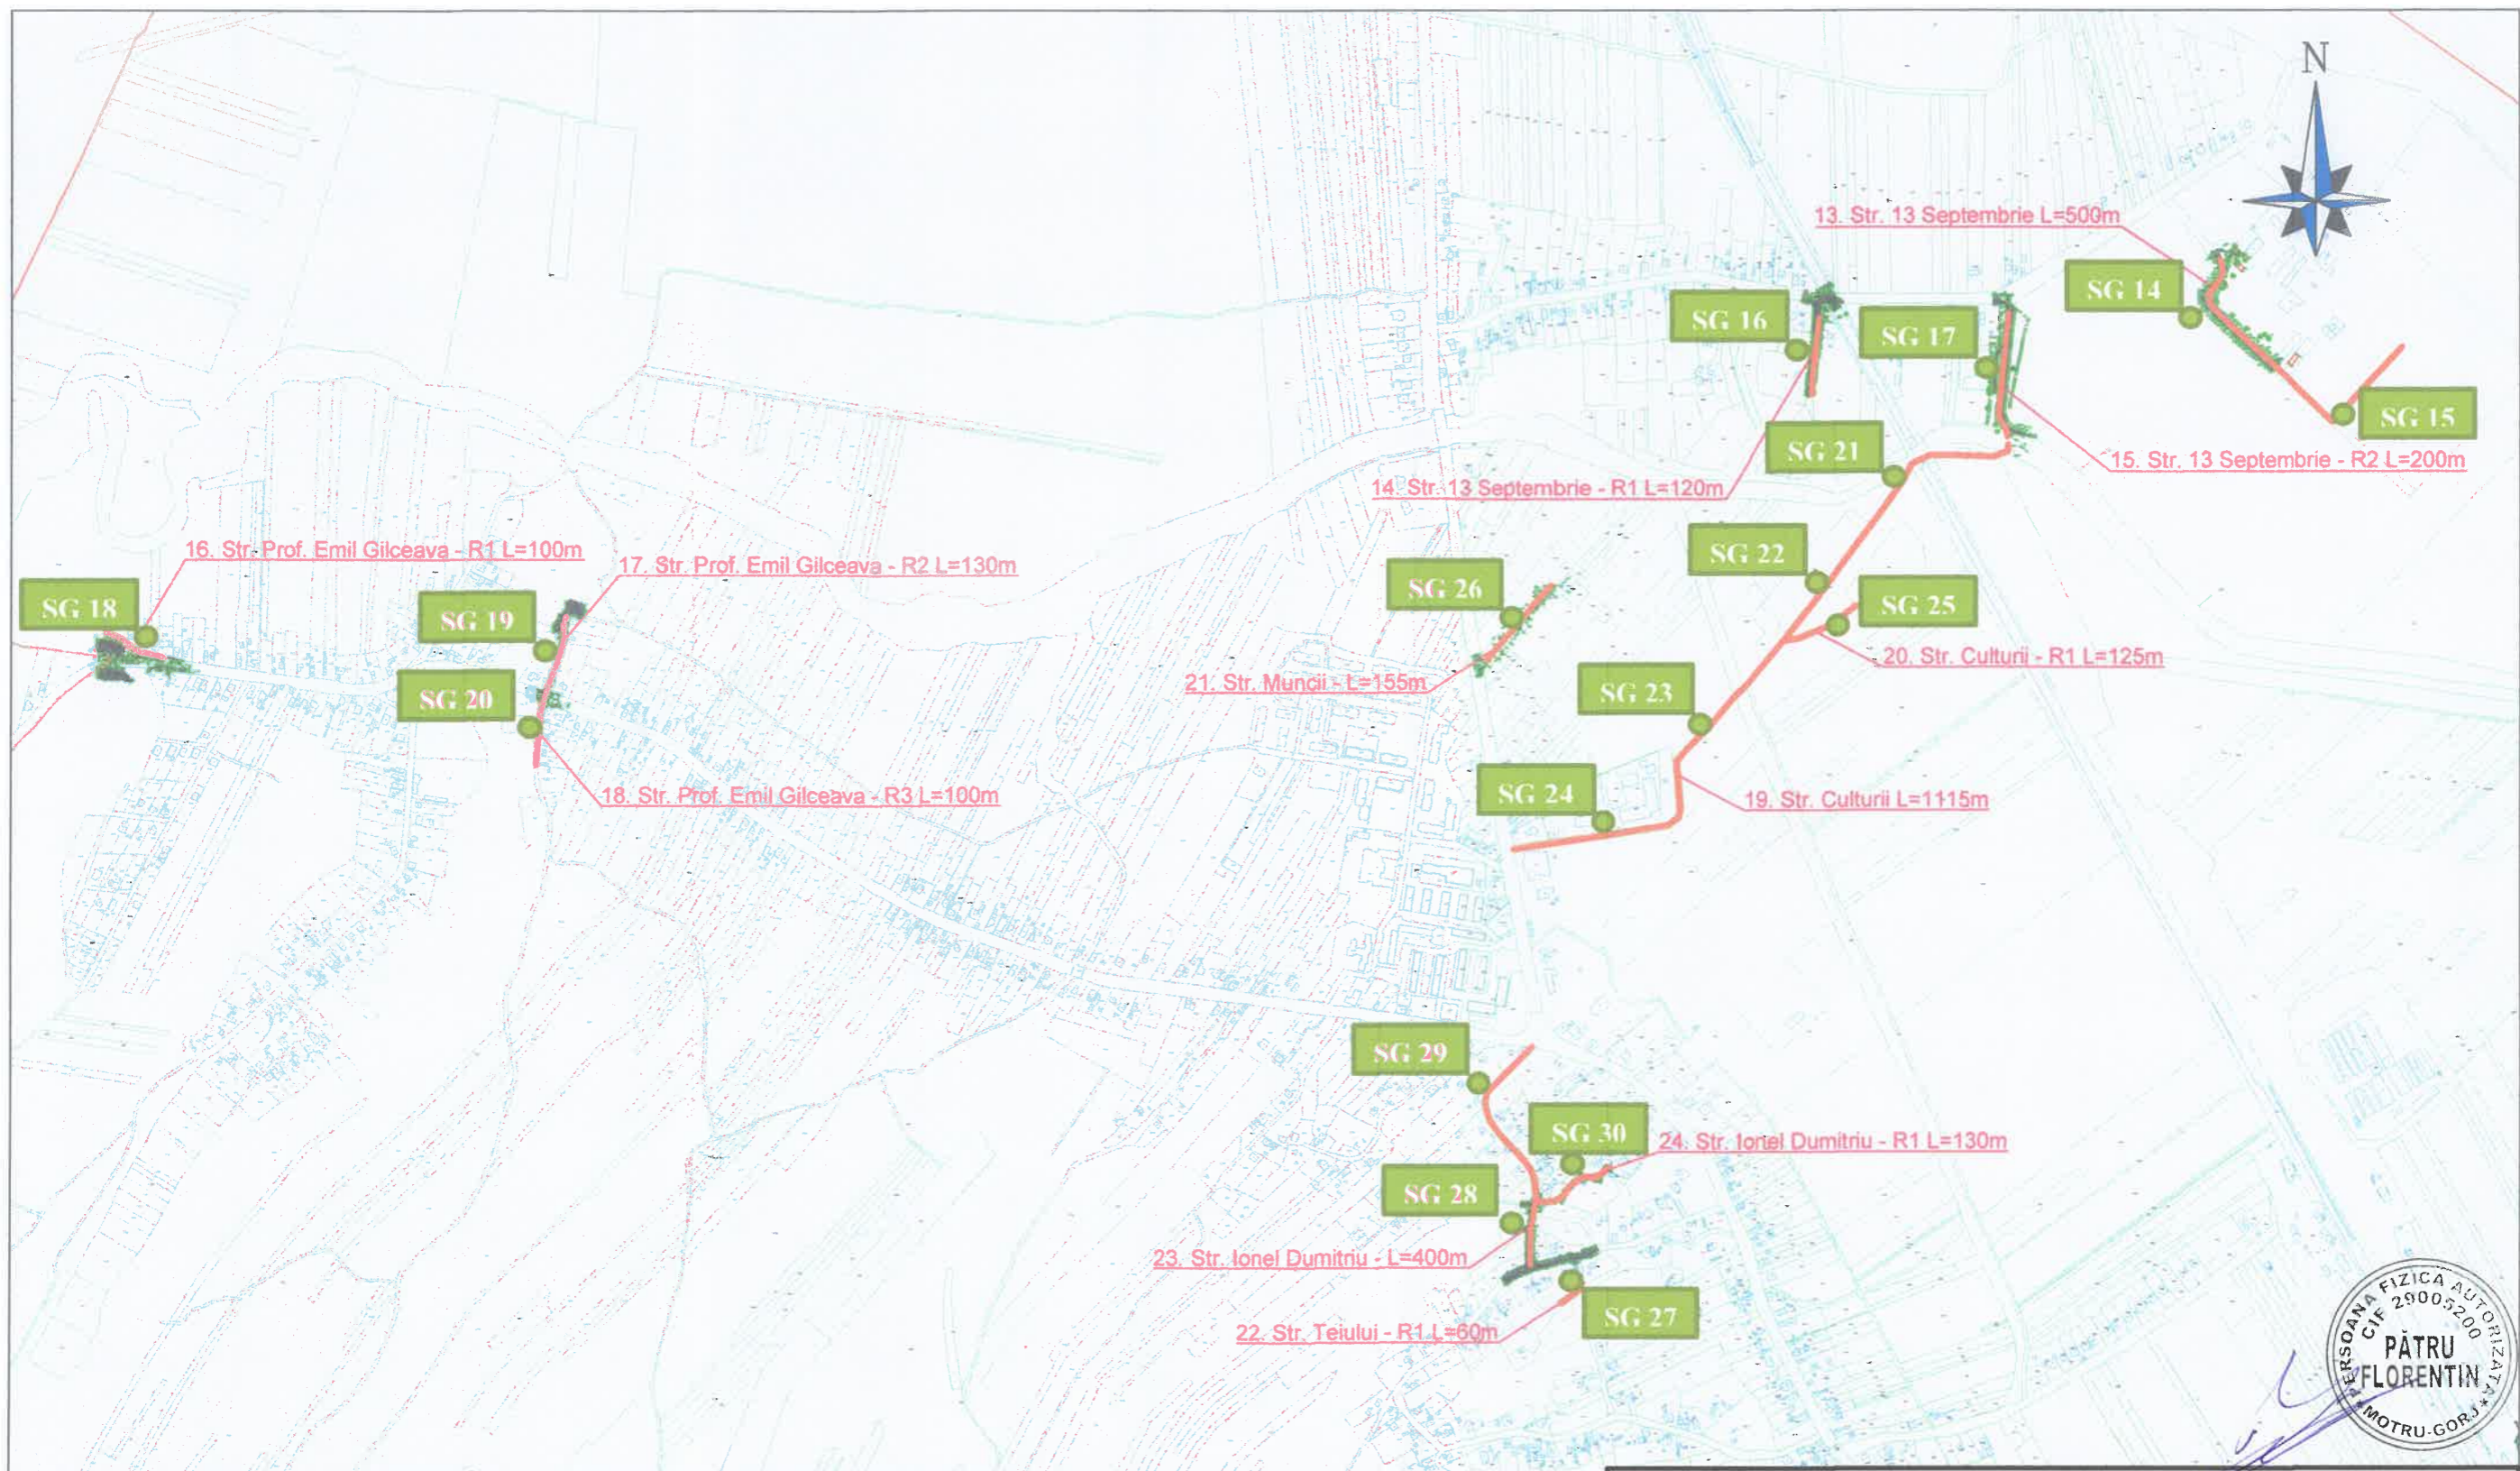 N
13. Str. 13 Septembrie L=500m
SG 14
SG 16
SG 17
SG 15
SG 21
15. Str. 13 Septembrie - R2 L=200m
14. Str. 13 Septembrie - R1 L=120m
16. Str. Prof. Emil Gilceava - R1 L=100m
17. Str. Prof. Emil Gilceava - R2 L=130m
SG 22
SG 26
SG 25
SG 18
SG 19
20. Str. Culturii - R1 L=125m
21. Str. Muncii - L=155m
SG 20
SG 23
18. Str. Prof. Emil Gilceava - R3 L=100m
SG 24
19. Str. Culturii L=1115m
SG 29
SG 30
24. Str. Ionel Dumitriu - R1 L=130m
SG 28
23. Str. Ionel Dumitriu - L=400m
SG 27
22. Str. Teiului - R1 L=60m
PERSOANA FIZICA AUTORIZATA
CIF 29005200
PĂTRU
FLORENTIN
* MOTRU-GORJ *